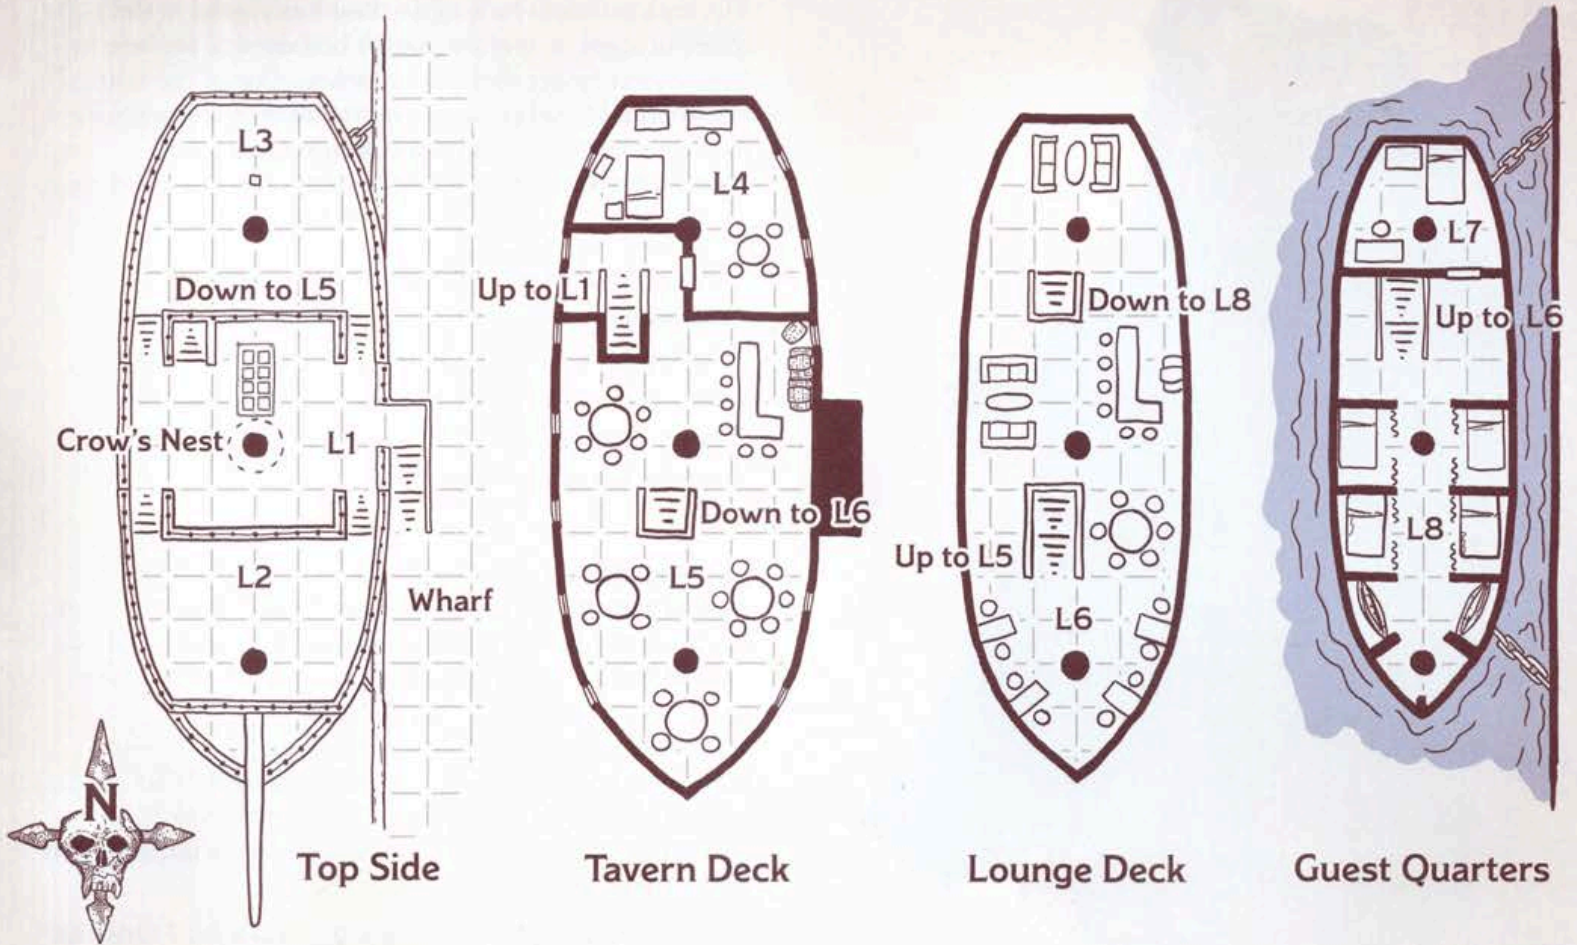 L3
Down to L5
Crow's Nest
L1
L2
Wharf
N
Top Side
L4
Up to L1
Down to L6
L5
Tavern Deck
Down to L8
Up to L5
L6
Lounge Deck
L7
Up to L6
L8
Guest Quarters